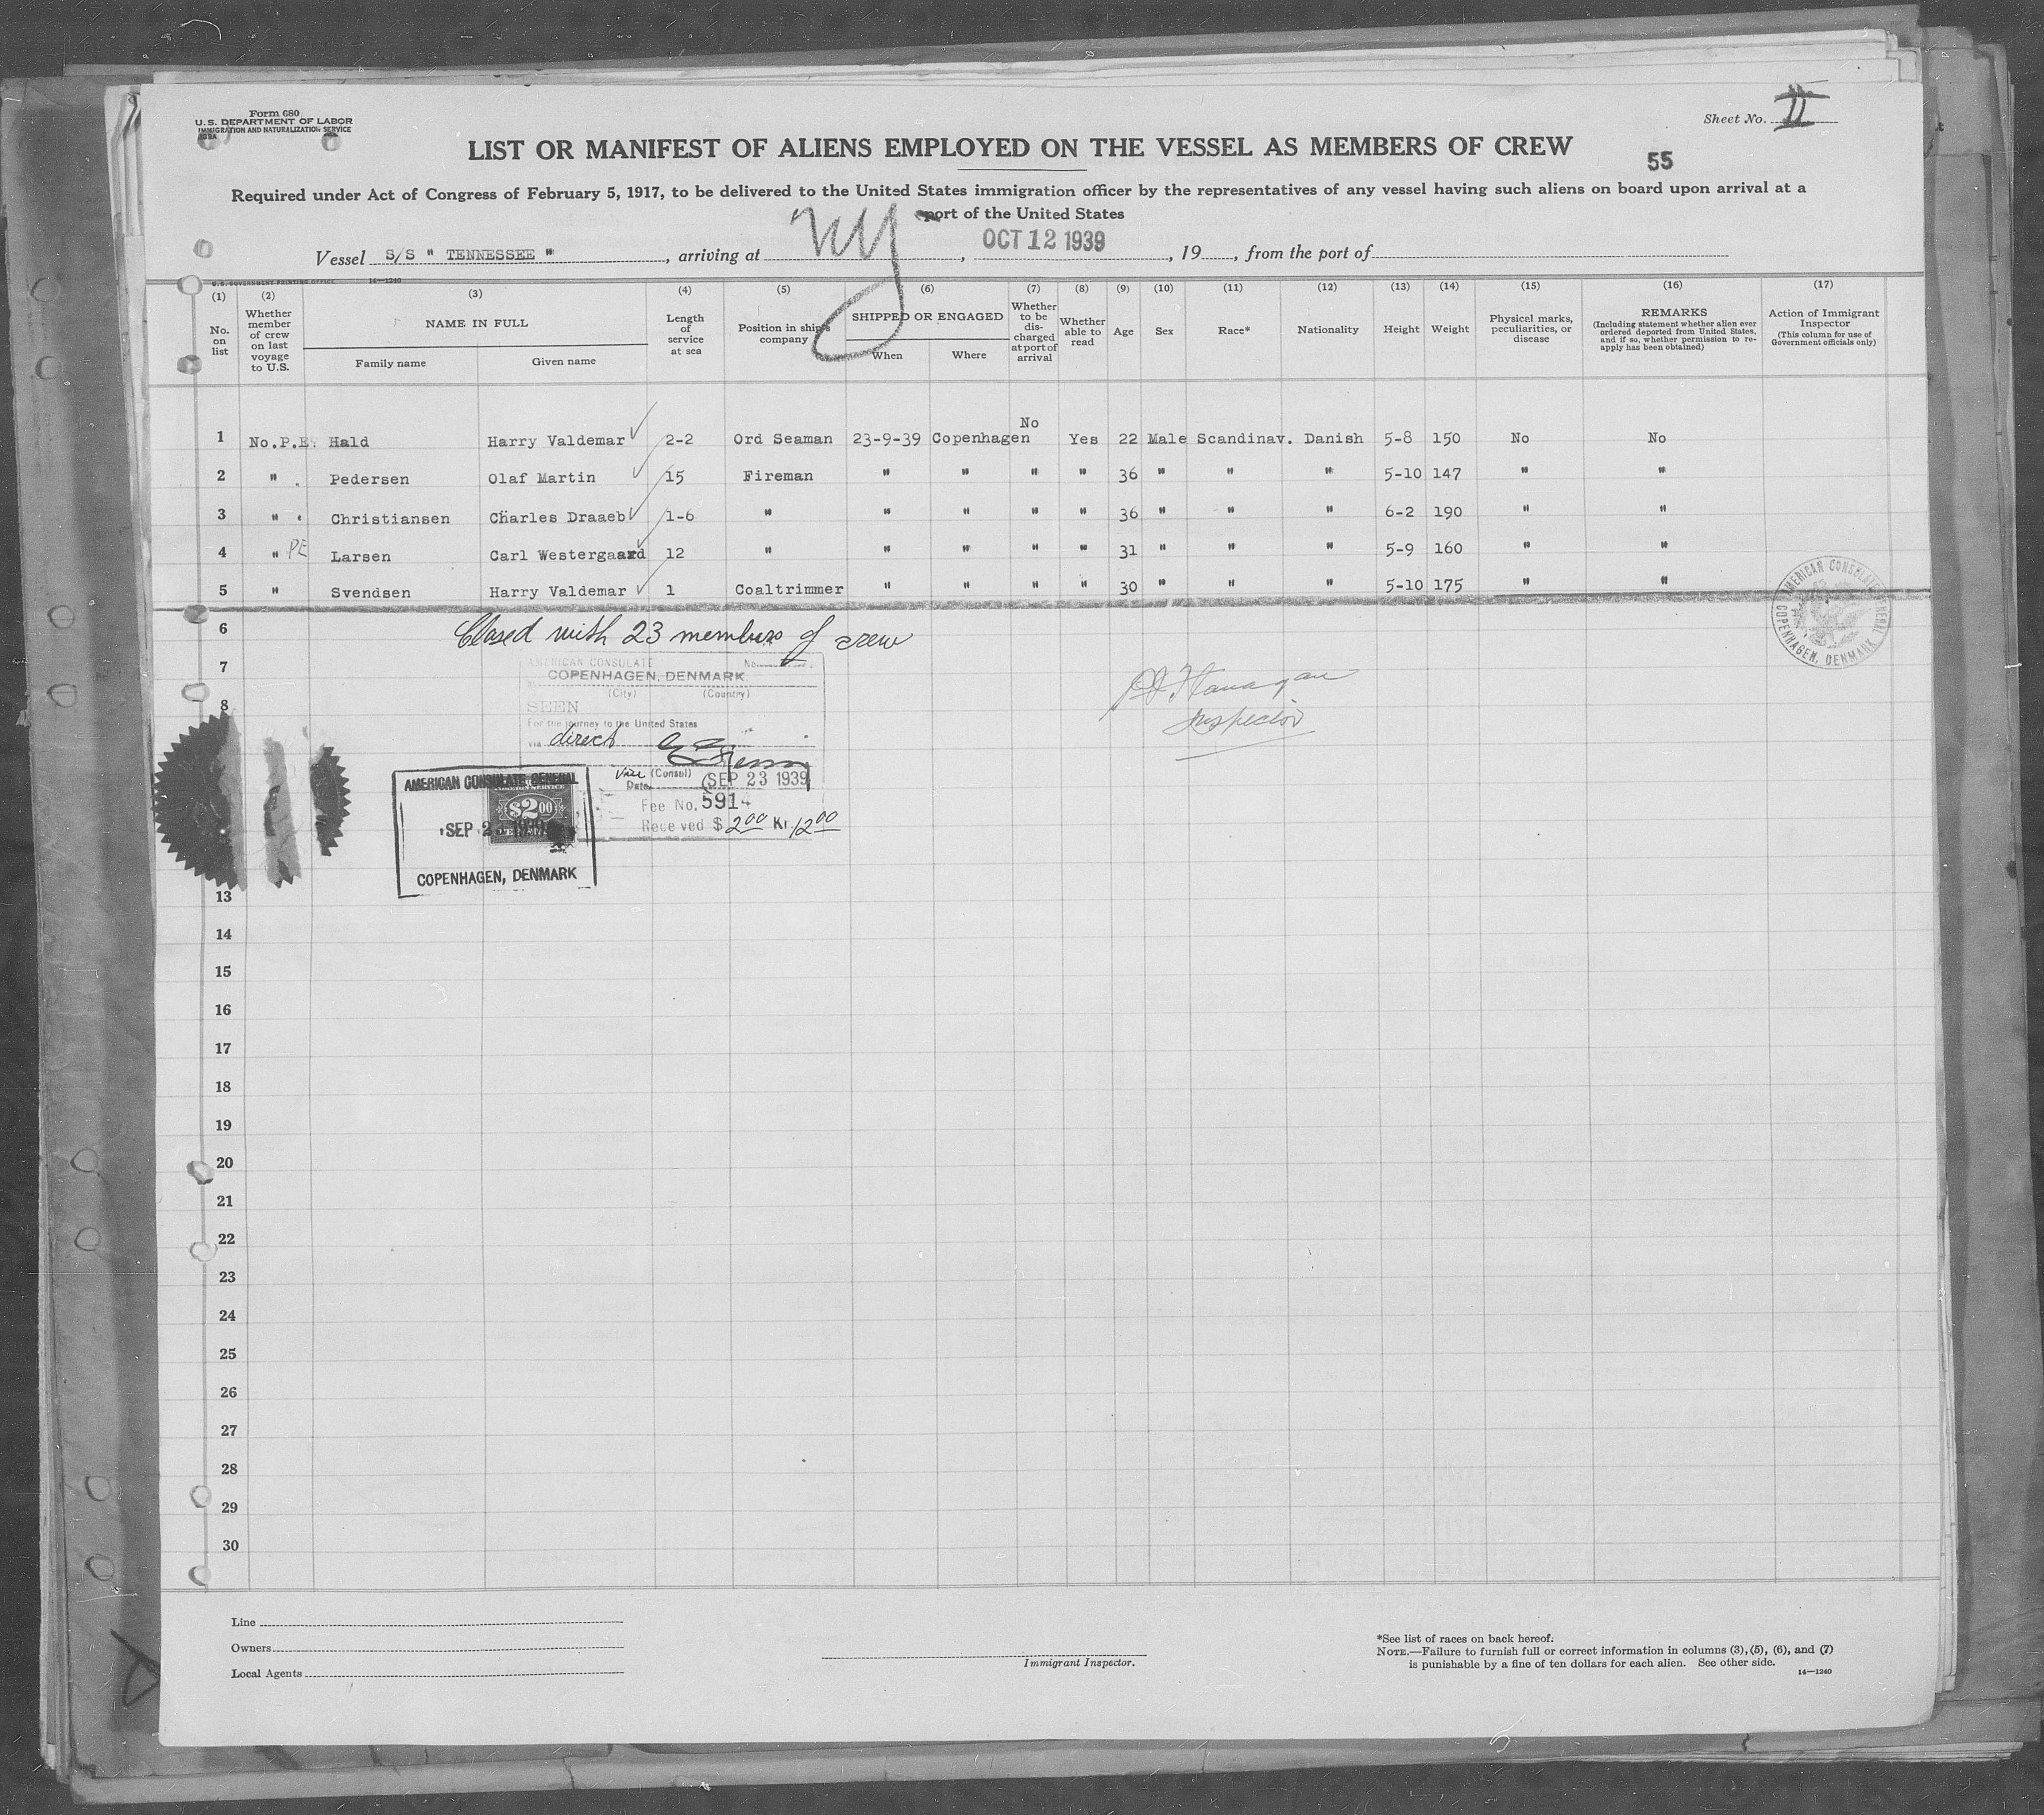 Form 680
U. S. DEPARTMENT OF LABOR
IMMIGRATION AND NATURALIZATION SERVICE
Sheet No. II
LIST OR MANIFEST OF ALIENS EMPLOYED ON THE VESSEL AS MEMBERS OF CREW
55
Required under Act of Congress of February 5, 1917, to be delivered to the United States immigration officer by the representatives of any vessel having such aliens on board upon arrival at a
port of the United States
Vessel S/S " TENNESSEE ", arriving at NY, OCT 12 1939, 19, from the port of
U.S. GOVERNMENT PRINTING OFFICE 14—1240
(1) (2) (3) (4) (5) (6) (7) (8) (9) (10) (11) (12) (13) (14) (15) (16) (17)
No. on list
Whether member of crew on last voyage to U.S.
NAME IN FULL
Family name
Given name
Length of service at sea
Position in ship's company
SHIPPED OR ENGAGED
When
Where
Whether to be discharged at port of arrival
Whether able to read
Age
Sex
Race*
Nationality
Height
Weight
Physical marks, peculiarities, or disease
REMARKS
(Including statement whether alien ever ordered deported from United States, and if so, whether permission to reapply has been obtained)
Action of Immigrant Inspector
(This column for use of Government officials only)
1 No.P.E. Hald Harry Valdemar 2-2 Ord Seaman 23-9-39 Copenhagen No Yes 22 Male Scandinav. Danish 5-8 150 No No
2 " Pedersen Olaf Martin 15 Fireman " " " " 36 " " " 5-10 147 " "
3 " Christiansen Charles Draaeb 1-6 " " " " " 36 " " " 6-2 190 " "
4 " PE Larsen Carl Westergaard 12 " " " " " 31 " " " 5-9 160 " "
5 " Svendsen Harry Valdemar 1 Coaltrimmer " " " " 30 " " " 5-10 175 " "
AMERICAN CONSULATE GENERAL COPENHAGEN, DENMARK
6 Closed with 23 members of crew
7
AMERICAN CONSULATE No.
COPENHAGEN, DENMARK
(City) (Country)
8
SEEN
For the journey to the United States
via direct
Vice (Consul)
Date SEP 23 1939
Fee No. 5914
Received $ 2.00 Kr. 12.00
Flanagan
Inspector
AMERICAN CONSULATE GENERAL
$2.00
SEP 23 1939
COPENHAGEN, DENMARK
13
14
15
16
17
18
19
20
21
22
23
24
25
26
27
28
29
30
Line
Owners
Local Agents
Immigrant Inspector.
*See list of races on back hereof.
NOTE.—Failure to furnish full or correct information in columns (3), (5), (6), and (7)
is punishable by a fine of ten dollars for each alien. See other side.
14—1240